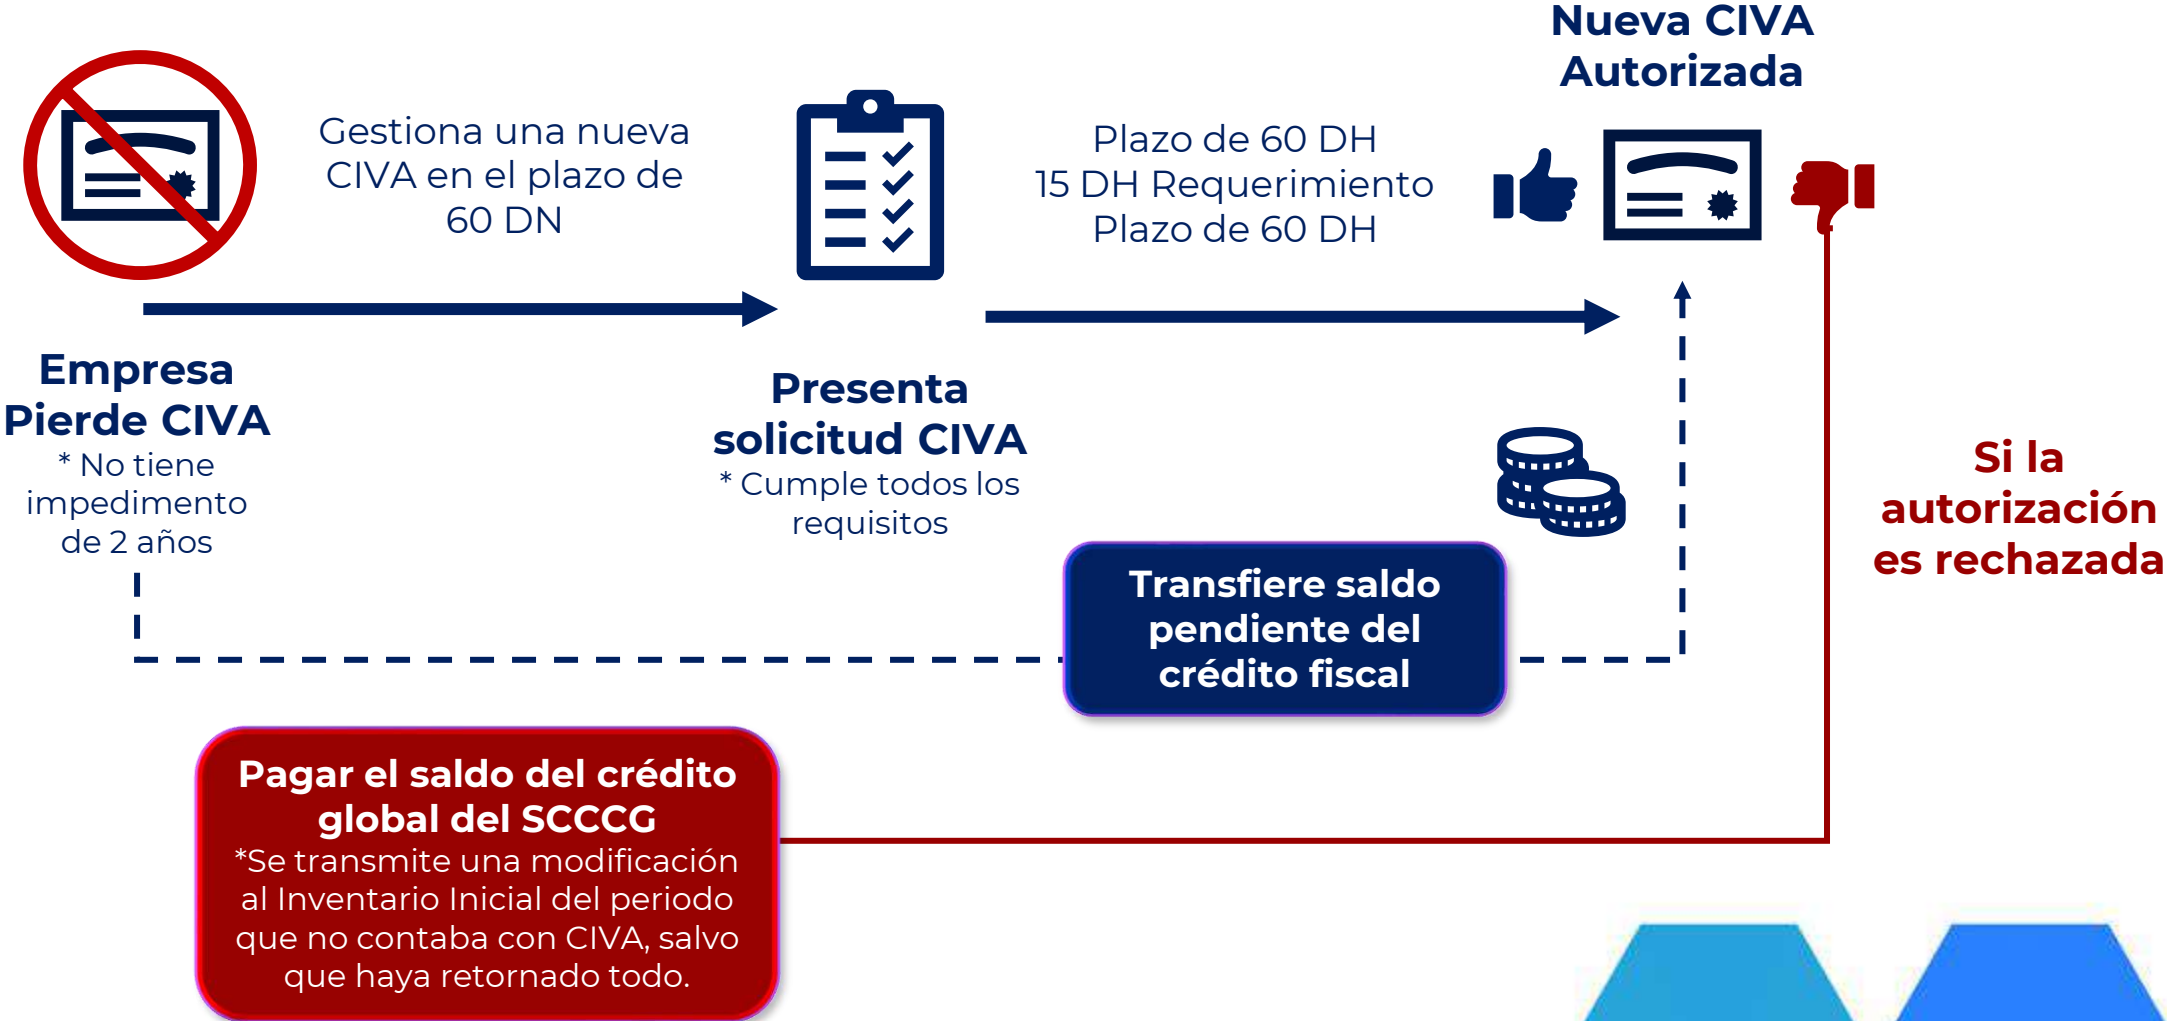 Nueva CIVA
Autorizada
Gestiona una nueva
CIVA en el plazo de
60 DN
Plazo de 60 DH
15 DH Requerimiento
Plazo de 60 DH
Empresa
Pierde CIVA
* No tiene
impedimento
de 2 años
Presenta
solicitud CIVA
* Cumple todos los
requisitos
Si la
autorización
es rechazada
Transfiere saldo
pendiente del
crédito fiscal
Pagar el saldo del crédito
global del SCCCG
*Se transmite una modificación
al Inventario Inicial del periodo
que no contaba con CIVA, salvo
que haya retornado todo.